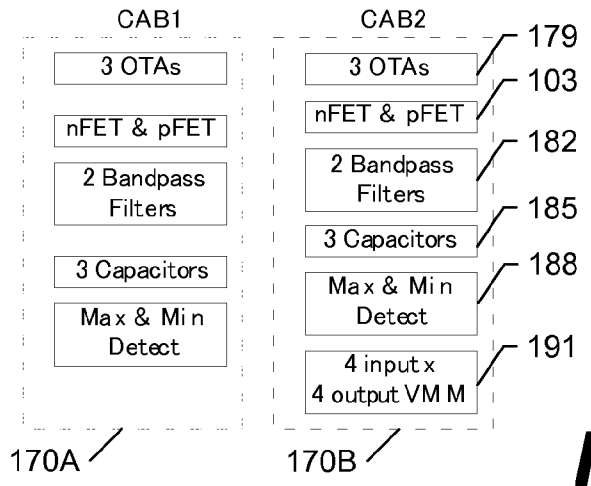 CAB1
3 OTAs
nFET & pFET
2 Bandpass
Filters
3 Capacitors
Max & Min
Detect
170A
CAB2
3 OTAs
nFET & pFET
2 Bandpass
Filters
3 Capacitors
Max & Min
Detect
4 input x
4 output VMM
170B
179
103
182
185
188
191